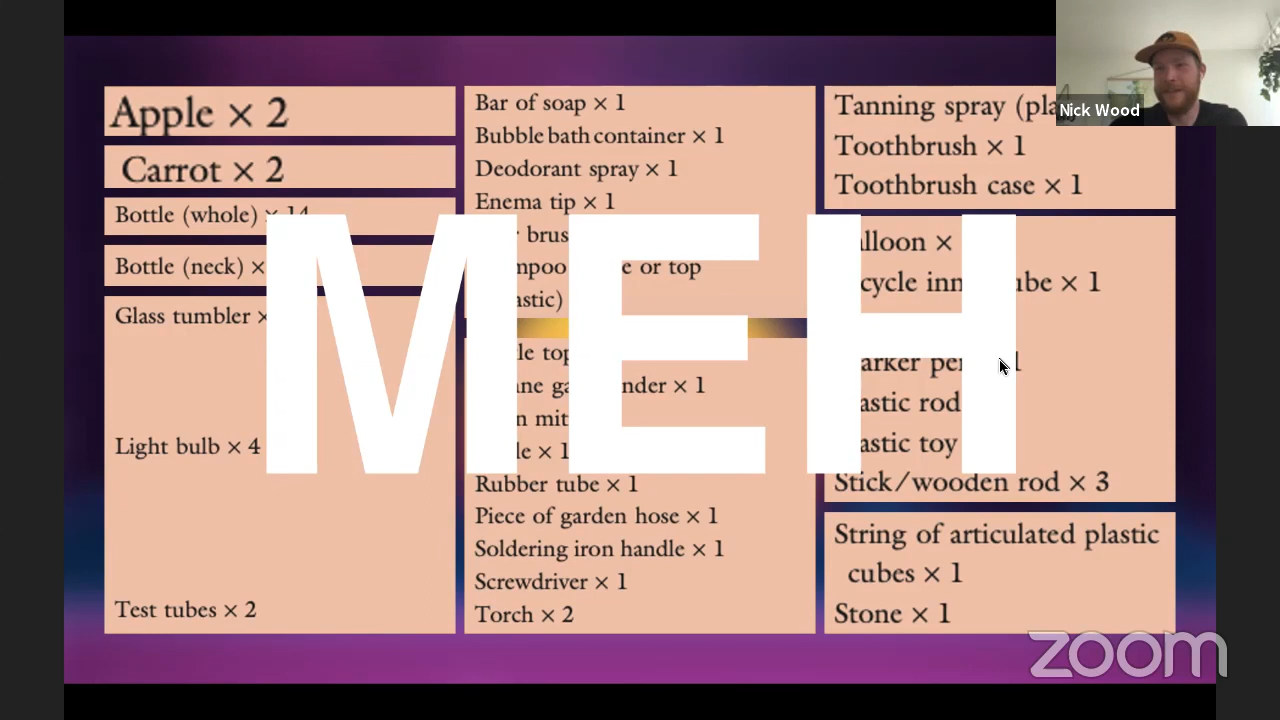 Apple × 2
Carrot × 2
Bottle (whole) × 14
Bottle (neck) ×
Glass tumbler ×
Light bulb × 4
Test tubes × 2
Bar of soap × 1
Bubble bath container × 1
Deodorant spray × 1
Enema tip × 1
or top
× 1
Rubber tube × 1
Piece of garden hose × 1
Soldering iron handle × 1
Screwdriver × 1
Torch × 2
Tanning spray
Toothbrush × 1
Toothbrush case × 1
× 1
Stick/wooden rod × 3
String of articulated plastic
cubes × 1
Stone × 1
MEH
Nick Wood
zoom